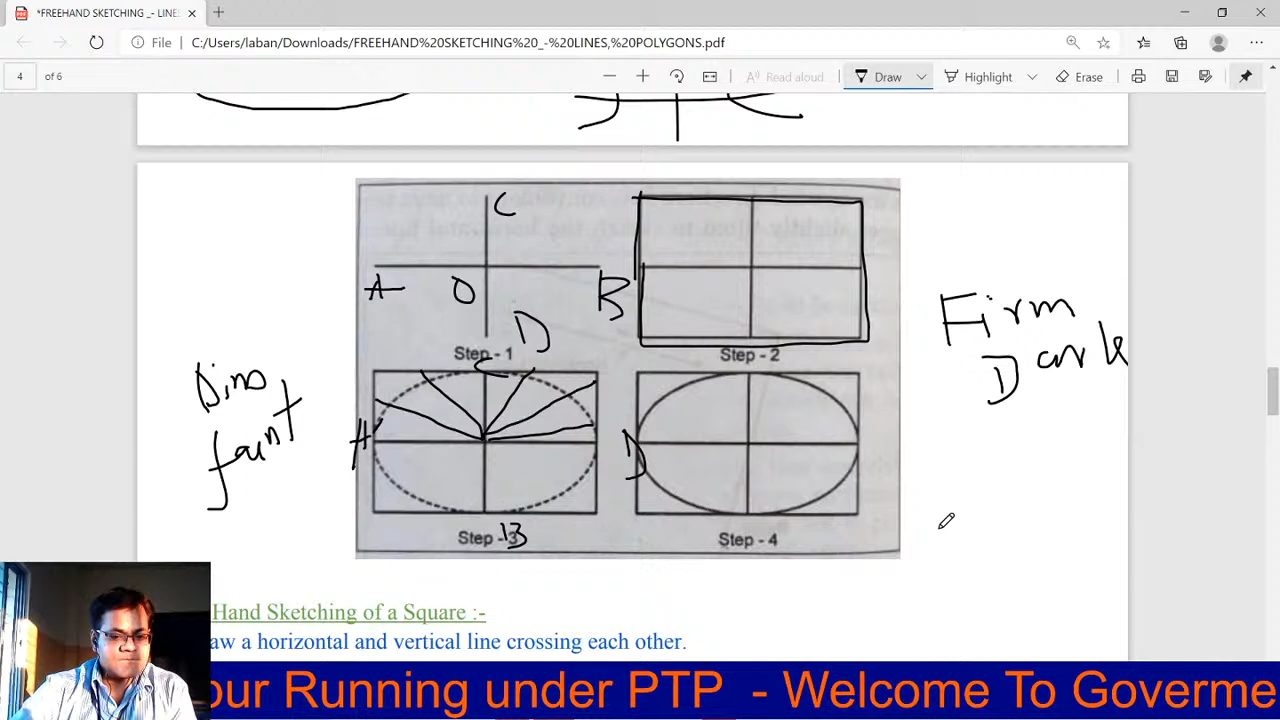 *FREEHAND SKETCHING _- LINE
File
C:/Users/laban/Downloads/FREEHAND%20SKETCHING%20_-%20LINES,%20POLYGONS.pdf
4 of 6
Read aloud
Draw
Highlight
Erase
C
A O B
D
Step - 1
Step - 2
Firm
Dark
Dim
faint
C
A
D
Step -3
B
Step - 4
Hand Sketching of a Square :-
aw a horizontal and vertical line crossing each other.
our Running under PTP - Welcome To Governme